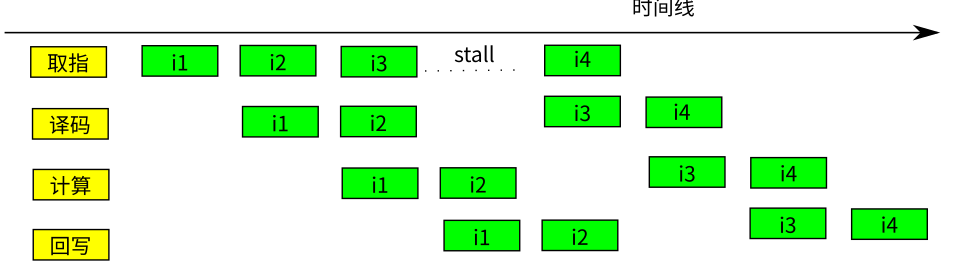 时间线
取指 i1 i2 i3 stall i4
译码 i1 i2 i3 i4
计算 i1 i2 i3 i4
回写 i1 i2 i3 i4